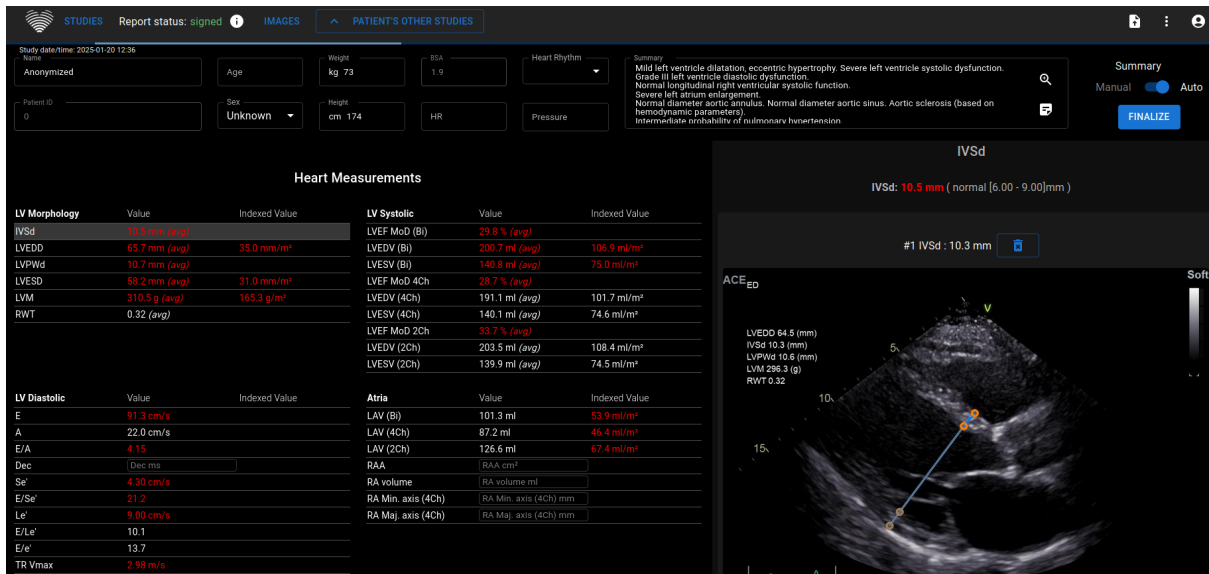 STUDIES Report status: signed i IMAGES PATIENT'S OTHER STUDIES
Study date/time: 2025-01-20 12:36
Name
Anonymized
Age
Weight
kg 73
BSA
1.9
Heart Rhythm
Patient ID
0
Sex
Unknown
Height
cm 174
HR
Pressure
Summary
Mild left ventricle dilatation, eccentric hypertrophy. Severe left ventricle systolic dysfunction.
Grade III left ventricle diastolic dysfunction.
Normal longitudinal right ventricular systolic function.
Severe left atrium enlargement.
Normal diameter aortic annulus. Normal diameter aortic sinus. Aortic sclerosis (based on
hemodynamic parameters).
Intermediate probability of pulmonary hypertension.
Summary
Manual Auto
FINALIZE
Heart Measurements
LV Morphology Value Indexed Value
IVSd 10.5 mm (avg)
LVEDD 65.7 mm (avg) 35.0 mm/m²
LVPWd 10.7 mm (avg)
LVESD 58.2 mm (avg) 31.0 mm/m²
LVM 310.5 g (avg) 165.3 g/m²
RWT 0.32 (avg)
LV Systolic Value Indexed Value
LVEF MoD (Bi) 29.8 % (avg)
LVEDV (Bi) 200.7 ml (avg) 106.9 ml/m²
LVESV (Bi) 140.8 ml (avg) 75.0 ml/m²
LVEF MoD 4Ch 28.7 % (avg)
LVEDV (4Ch) 191.1 ml (avg) 101.7 ml/m²
LVESV (4Ch) 140.1 ml (avg) 74.6 ml/m²
LVEF MoD 2Ch 33.7 % (avg)
LVEDV (2Ch) 203.5 ml (avg) 108.4 ml/m²
LVESV (2Ch) 139.9 ml (avg) 74.5 ml/m²
LV Diastolic Value Indexed Value
E 91.3 cm/s
A 22.0 cm/s
E/A 4.15
Dec Dec ms
Se' 4.30 cm/s
E/Se' 21.2
Le' 9.00 cm/s
E/Le' 10.1
E/e' 13.7
TR Vmax 2.98 m/s
Atria Value Indexed Value
LAV (Bi) 101.3 ml 53.9 ml/m²
LAV (4Ch) 87.2 ml 46.4 ml/m²
LAV (2Ch) 126.6 ml 67.4 ml/m²
RAA RAA cm²
RA volume RA volume ml
RA Min. axis (4Ch) RA Min. axis (4Ch) mm
RA Maj. axis (4Ch) RA Maj. axis (4Ch) mm
IVSd
IVSd: 10.5 mm ( normal [6.00 - 9.00]mm )
#1 IVSd : 10.3 mm
ACE ED
Soft
V
LVEDD 64.5 (mm)
IVSd 10.3 (mm)
LVPWd 10.6 (mm)
LVM 296.3 (g)
RWT 0.32
5
10
15